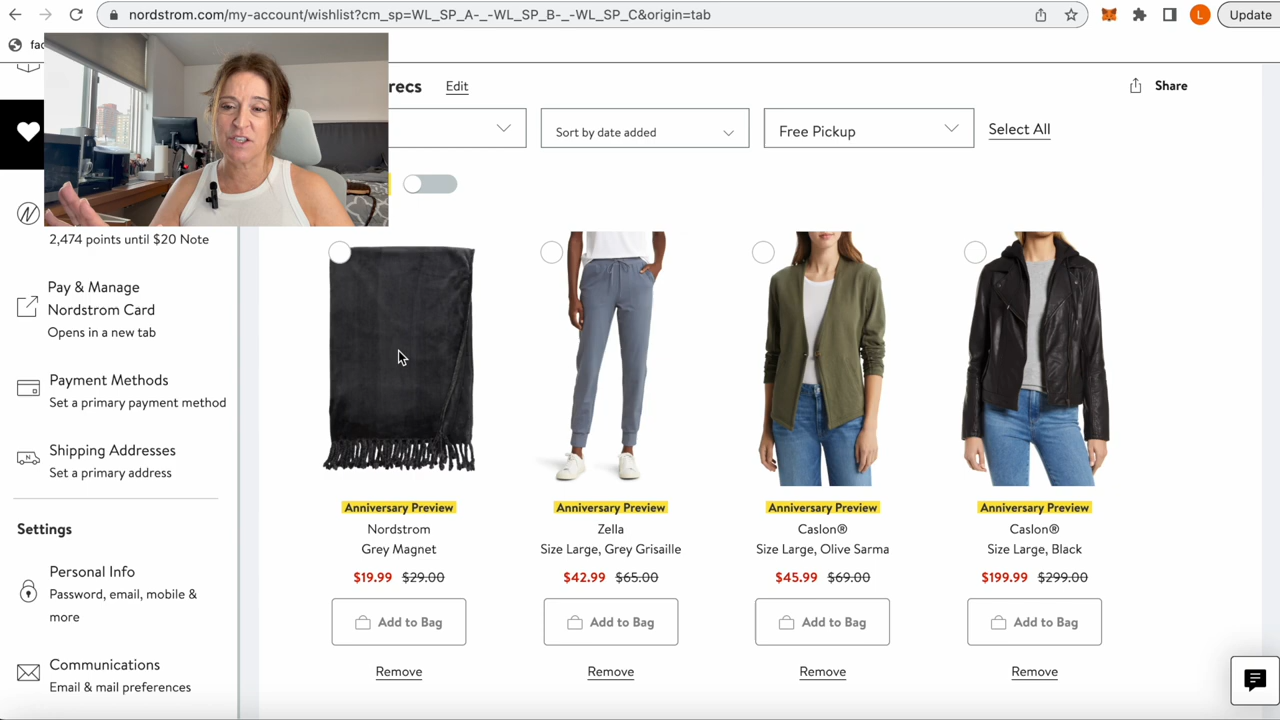 nordstrom.com/my-account/wishlist?cm_sp=WL_SP_A-_-WL_SP_B-_-WL_SP_C&origin=tab
L
Update
recs
Edit
Share
Sort by date added
Free Pickup
Select All
2,474 points until $20 Note
Pay & Manage
Nordstrom Card
Opens in a new tab
Payment Methods
Set a primary payment method
Shipping Addresses
Set a primary address
Settings
Personal Info
Password, email, mobile &
more
Communications
Email & mail preferences
Anniversary Preview
Nordstrom
Grey Magnet
$19.99 $29.00
Add to Bag
Remove
Anniversary Preview
Zella
Size Large, Grey Grisaille
$42.99 $65.00
Add to Bag
Remove
Anniversary Preview
Caslon®
Size Large, Olive Sarma
$45.99 $69.00
Add to Bag
Remove
Anniversary Preview
Caslon®
Size Large, Black
$199.99 $299.00
Add to Bag
Remove